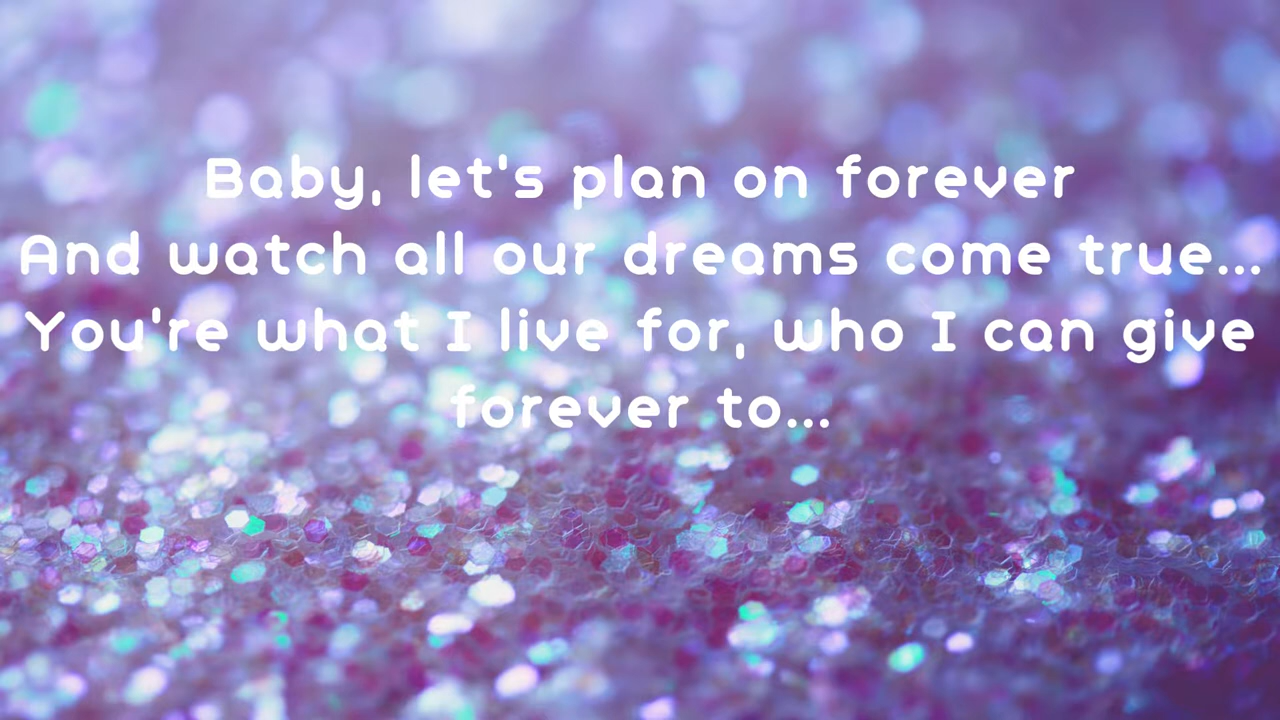 Baby, let's plan on forever
And watch all our dreams come true...
You're what I live for, who I can give
forever to...